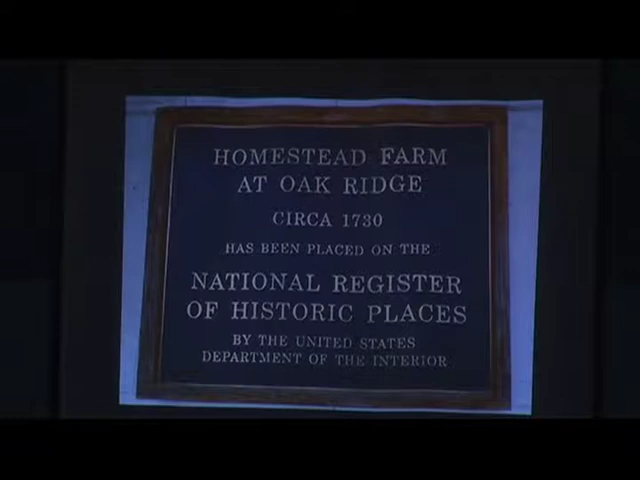 HOMESTEAD FARM
AT OAK RIDGE
CIRCA 1730
HAS BEEN PLACED ON THE
NATIONAL REGISTER
OF HISTORIC PLACES
BY THE UNITED STATES
DEPARTMENT OF THE INTERIOR